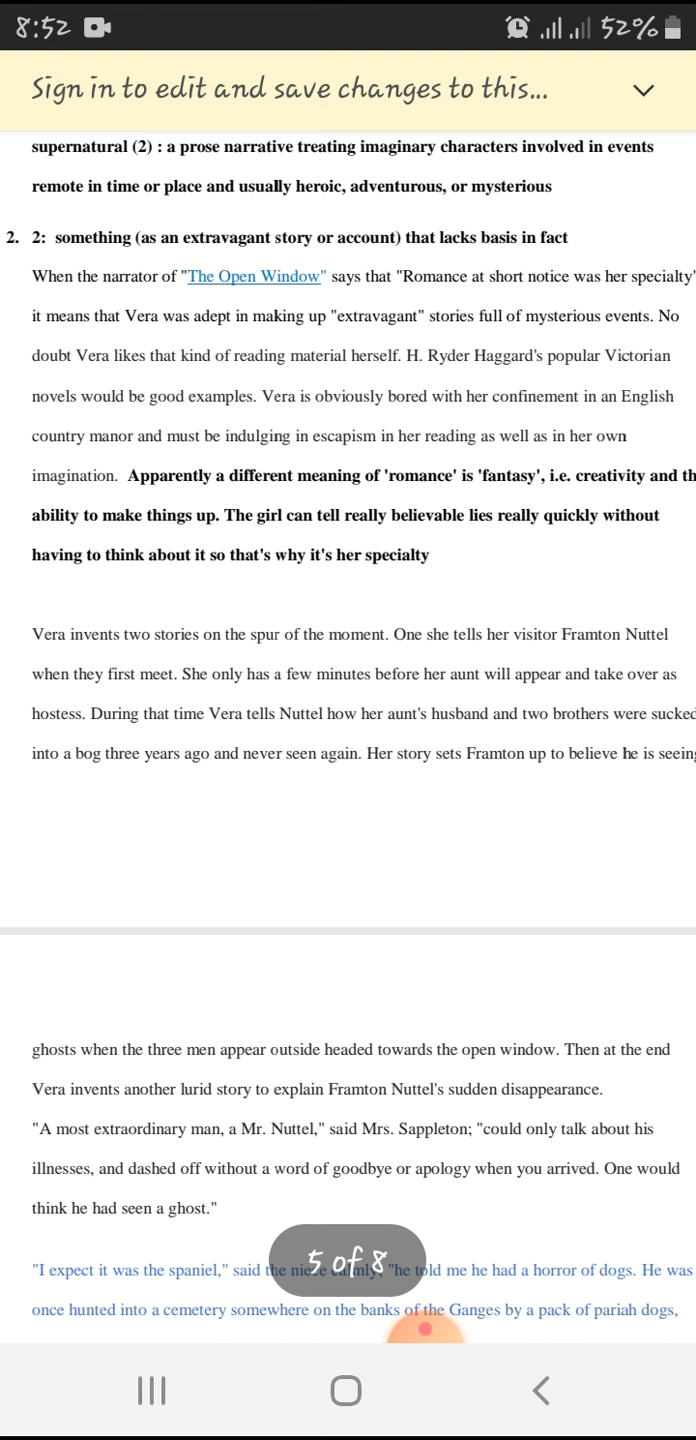 8:52 52%
Sign in to edit and save changes to this...
supernatural (2) : a prose narrative treating imaginary characters involved in events
remote in time or place and usually heroic, adventurous, or mysterious
2. 2: something (as an extravagant story or account) that lacks basis in fact
When the narrator of "The Open Window" says that "Romance at short notice was her specialty"
it means that Vera was adept in making up "extravagant" stories full of mysterious events. No
doubt Vera likes that kind of reading material herself. H. Ryder Haggard's popular Victorian
novels would be good examples. Vera is obviously bored with her confinement in an English
country manor and must be indulging in escapism in her reading as well as in her own
imagination. Apparently a different meaning of 'romance' is 'fantasy', i.e. creativity and th
ability to make things up. The girl can tell really believable lies really quickly without
having to think about it so that's why it's her specialty
Vera invents two stories on the spur of the moment. One she tells her visitor Framton Nuttel
when they first meet. She only has a few minutes before her aunt will appear and take over as
hostess. During that time Vera tells Nuttel how her aunt's husband and two brothers were sucked
into a bog three years ago and never seen again. Her story sets Framton up to believe he is seeing
ghosts when the three men appear outside headed towards the open window. Then at the end
Vera invents another lurid story to explain Framton Nuttel's sudden disappearance.
"A most extraordinary man, a Mr. Nuttel," said Mrs. Sappleton; "could only talk about his
illnesses, and dashed off without a word of goodbye or apology when you arrived. One would
think he had seen a ghost."
5 of 8
"I expect it was the spaniel," said the niece calmly; "he told me he had a horror of dogs. He was
once hunted into a cemetery somewhere on the banks of the Ganges by a pack of pariah dogs,